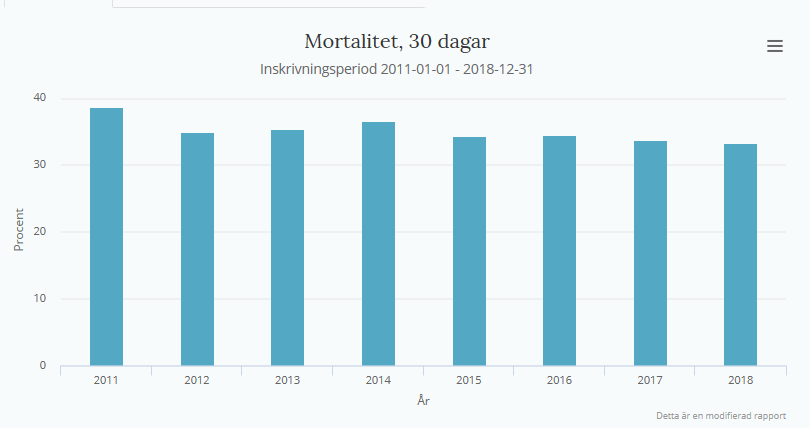 Mortalitet, 30 dagar
Inskrivningsperiod 2011-01-01 - 2018-12-31
40
30
20
10
0
Procent
2011 2012 2013 2014 2015 2016 2017 2018
År
Detta är en modifierad rapport